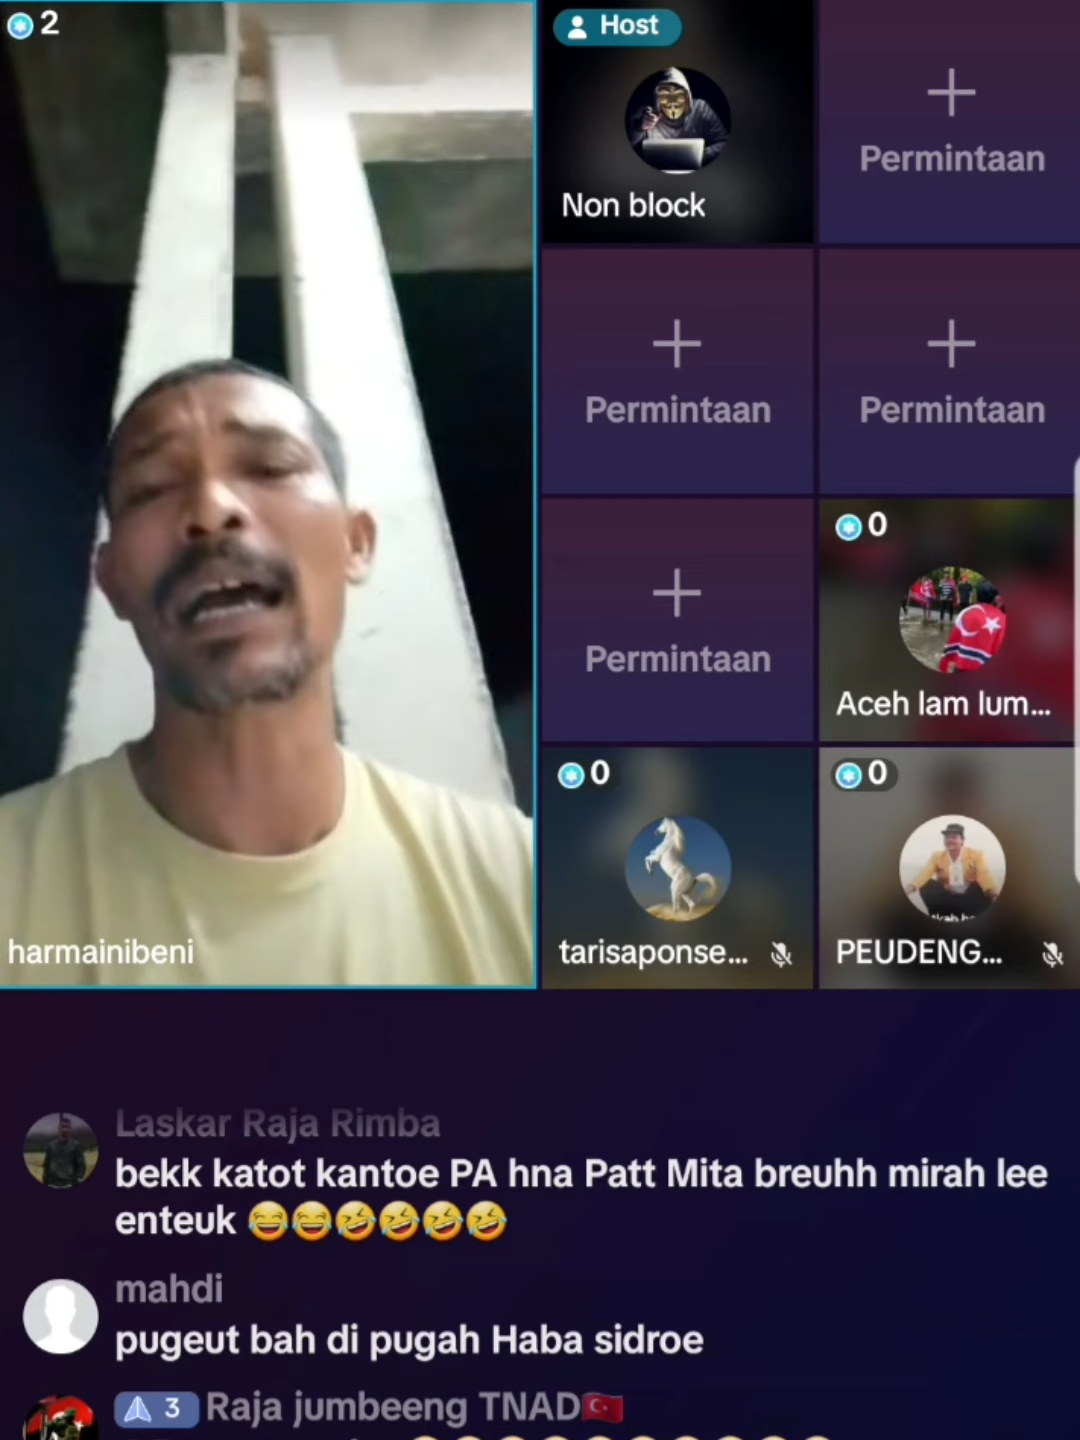 2
Host
Non block
Permintaan
Permintaan
Permintaan
Permintaan
0
Aceh lam lum...
0
tarisaponse...
0
PEUDENG...
harmainibeni
Laskar Raja Rimba
bekk katot kantoe PA hna Patt Mita breuhh mirah lee
enteuk 😂😂🤣🤣🤣🤣
mahdi
pugeut bah di pugah Haba sidroe
3 Raja jumbeeng TNAD🇹🇷